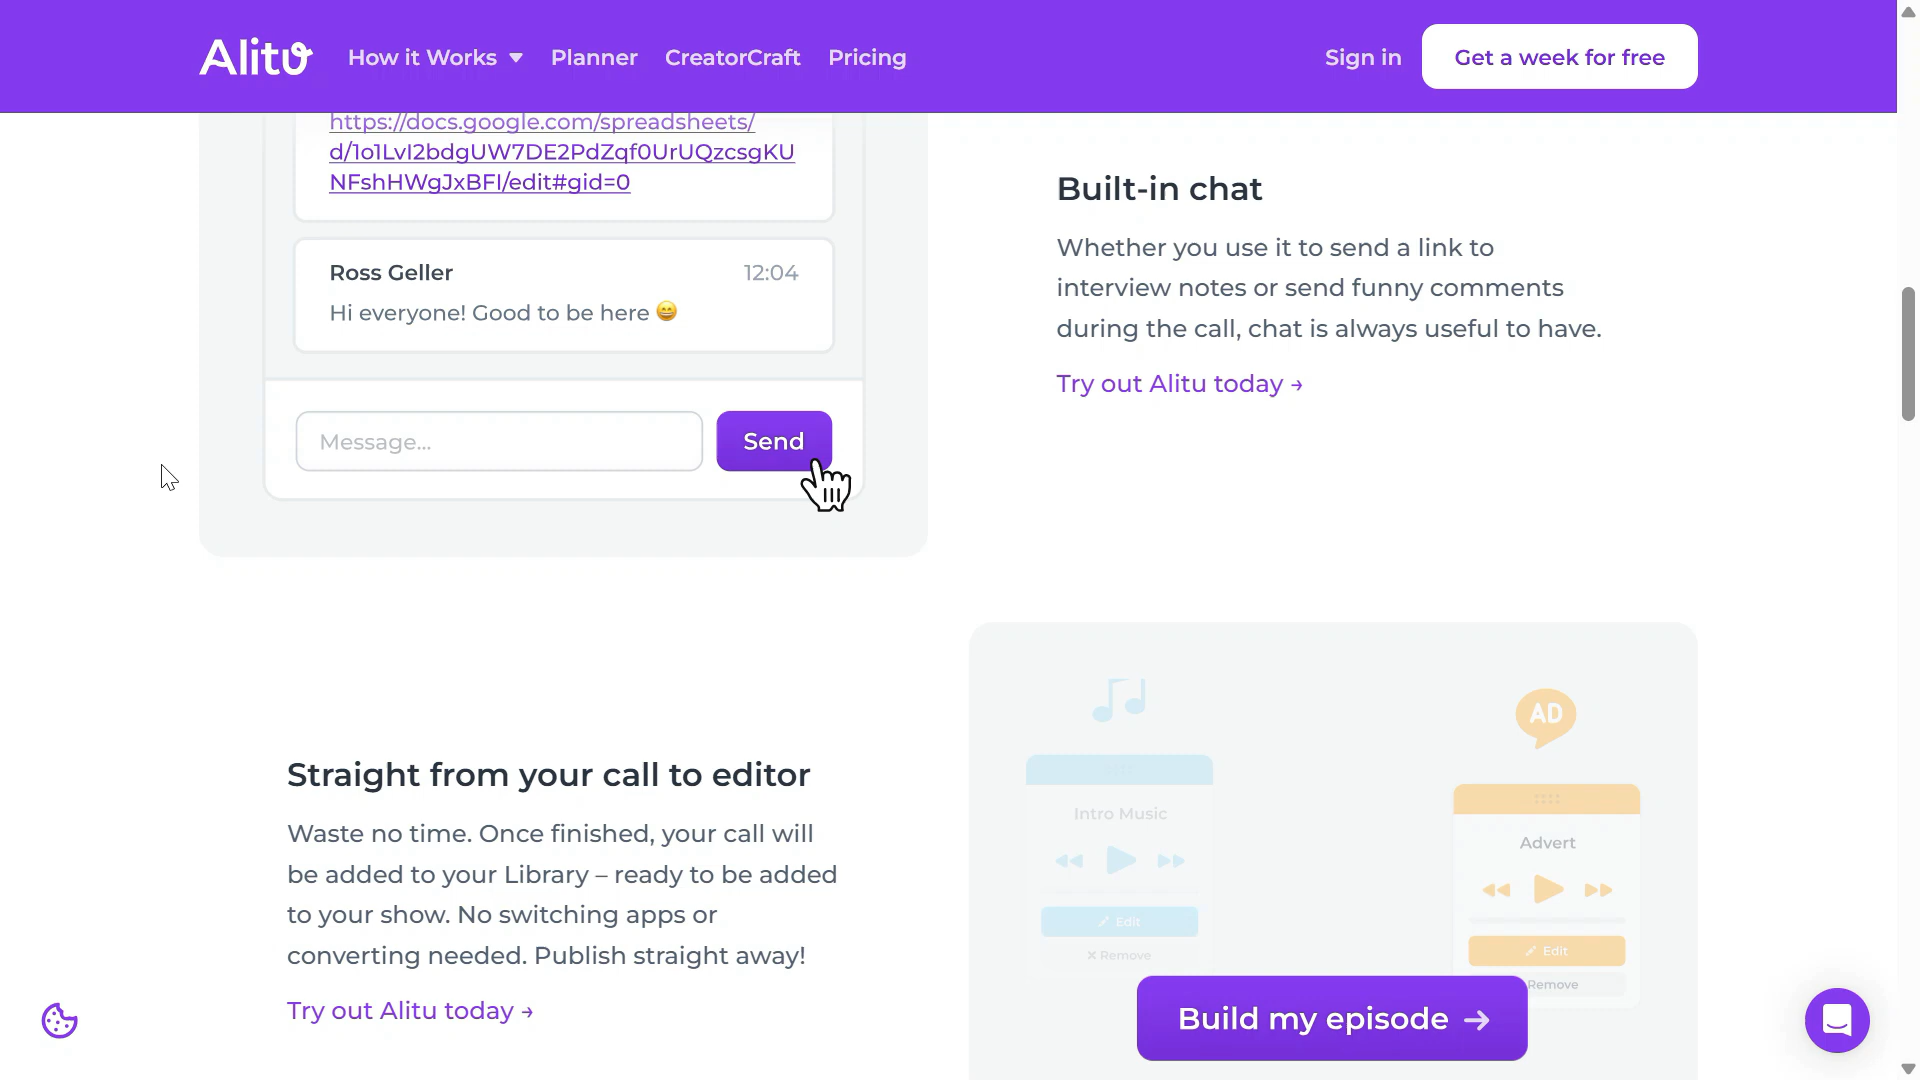 Alitu How it Works Planner CreatorCraft Pricing Sign in Get a week for free
https://docs.google.com/spreadsheets/
d/1o1LvI2bdgUW7DE2PdZqf0UrUQzcsgKU
NFshHWgJxBFI/edit#gid=0
Ross Geller 12:04
Hi everyone! Good to be here 😄
Message...
Send
Built-in chat
Whether you use it to send a link to
interview notes or send funny comments
during the call, chat is always useful to have.
Try out Alitu today →
Straight from your call to editor
Waste no time. Once finished, your call will
be added to your Library – ready to be added
to your show. No switching apps or
converting needed. Publish straight away!
Try out Alitu today →
Intro Music
Edit
Remove
AD
Advert
Edit
Remove
Build my episode →